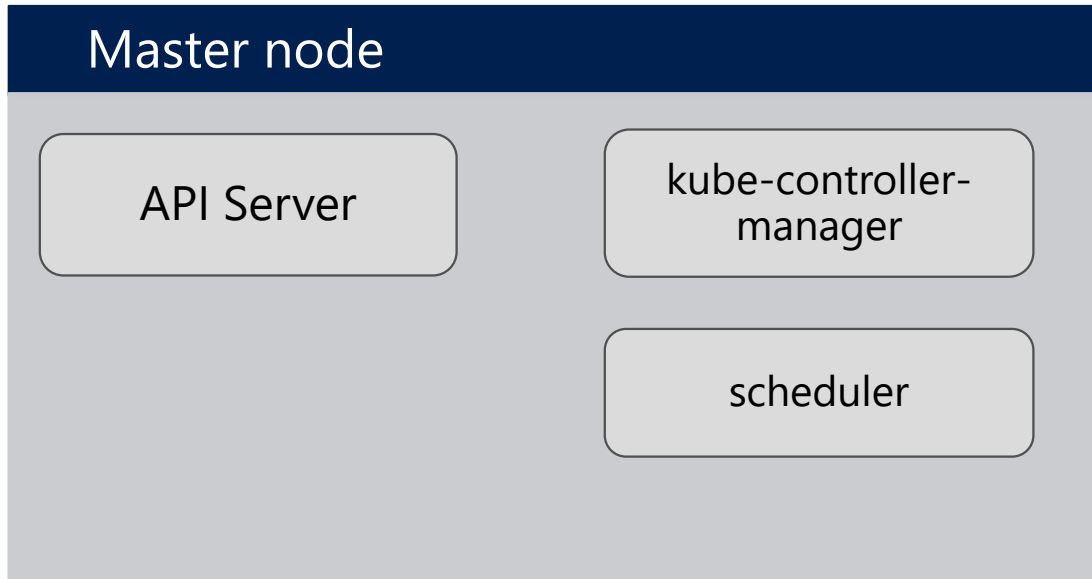 Master node
API Server
kube-controller-
manager
scheduler